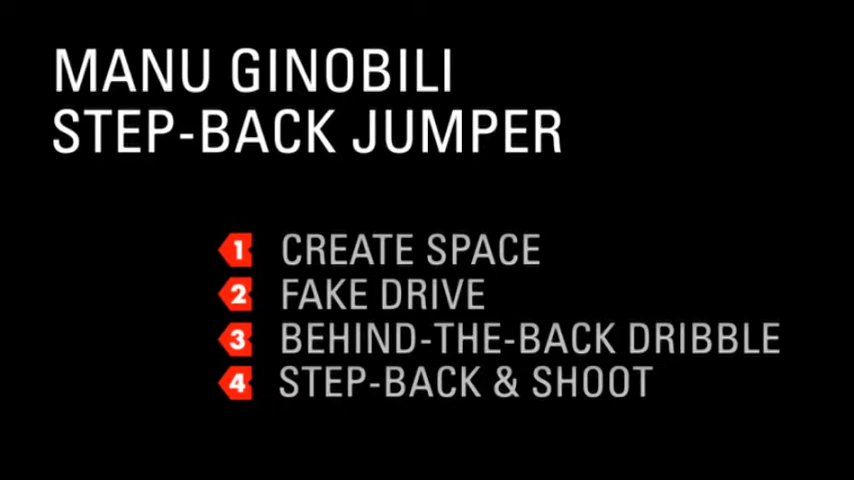 MANU GINOBILI
STEP-BACK JUMPER
1 CREATE SPACE
2 FAKE DRIVE
3 BEHIND-THE-BACK DRIBBLE
4 STEP-BACK & SHOOT